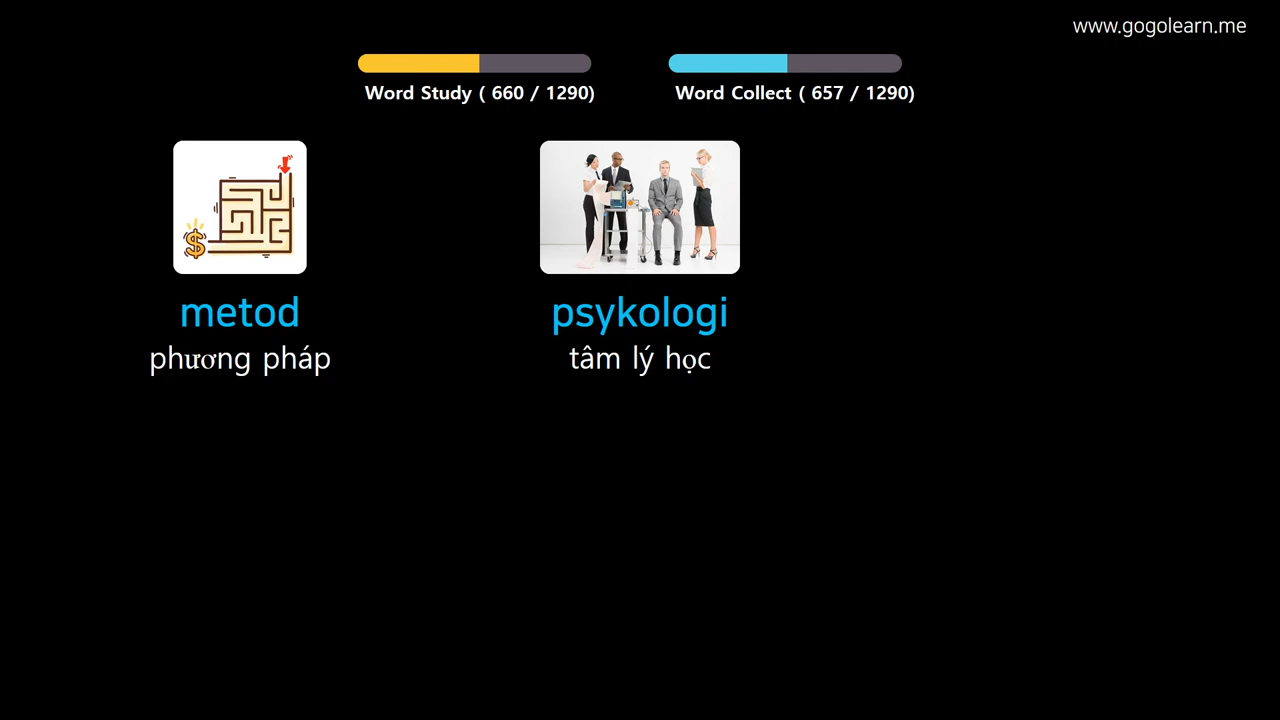 www.gogolearn.me
Word Study ( 660 / 1290)
Word Collect ( 657 / 1290)
metod
phương pháp
psykologi
tâm lý học